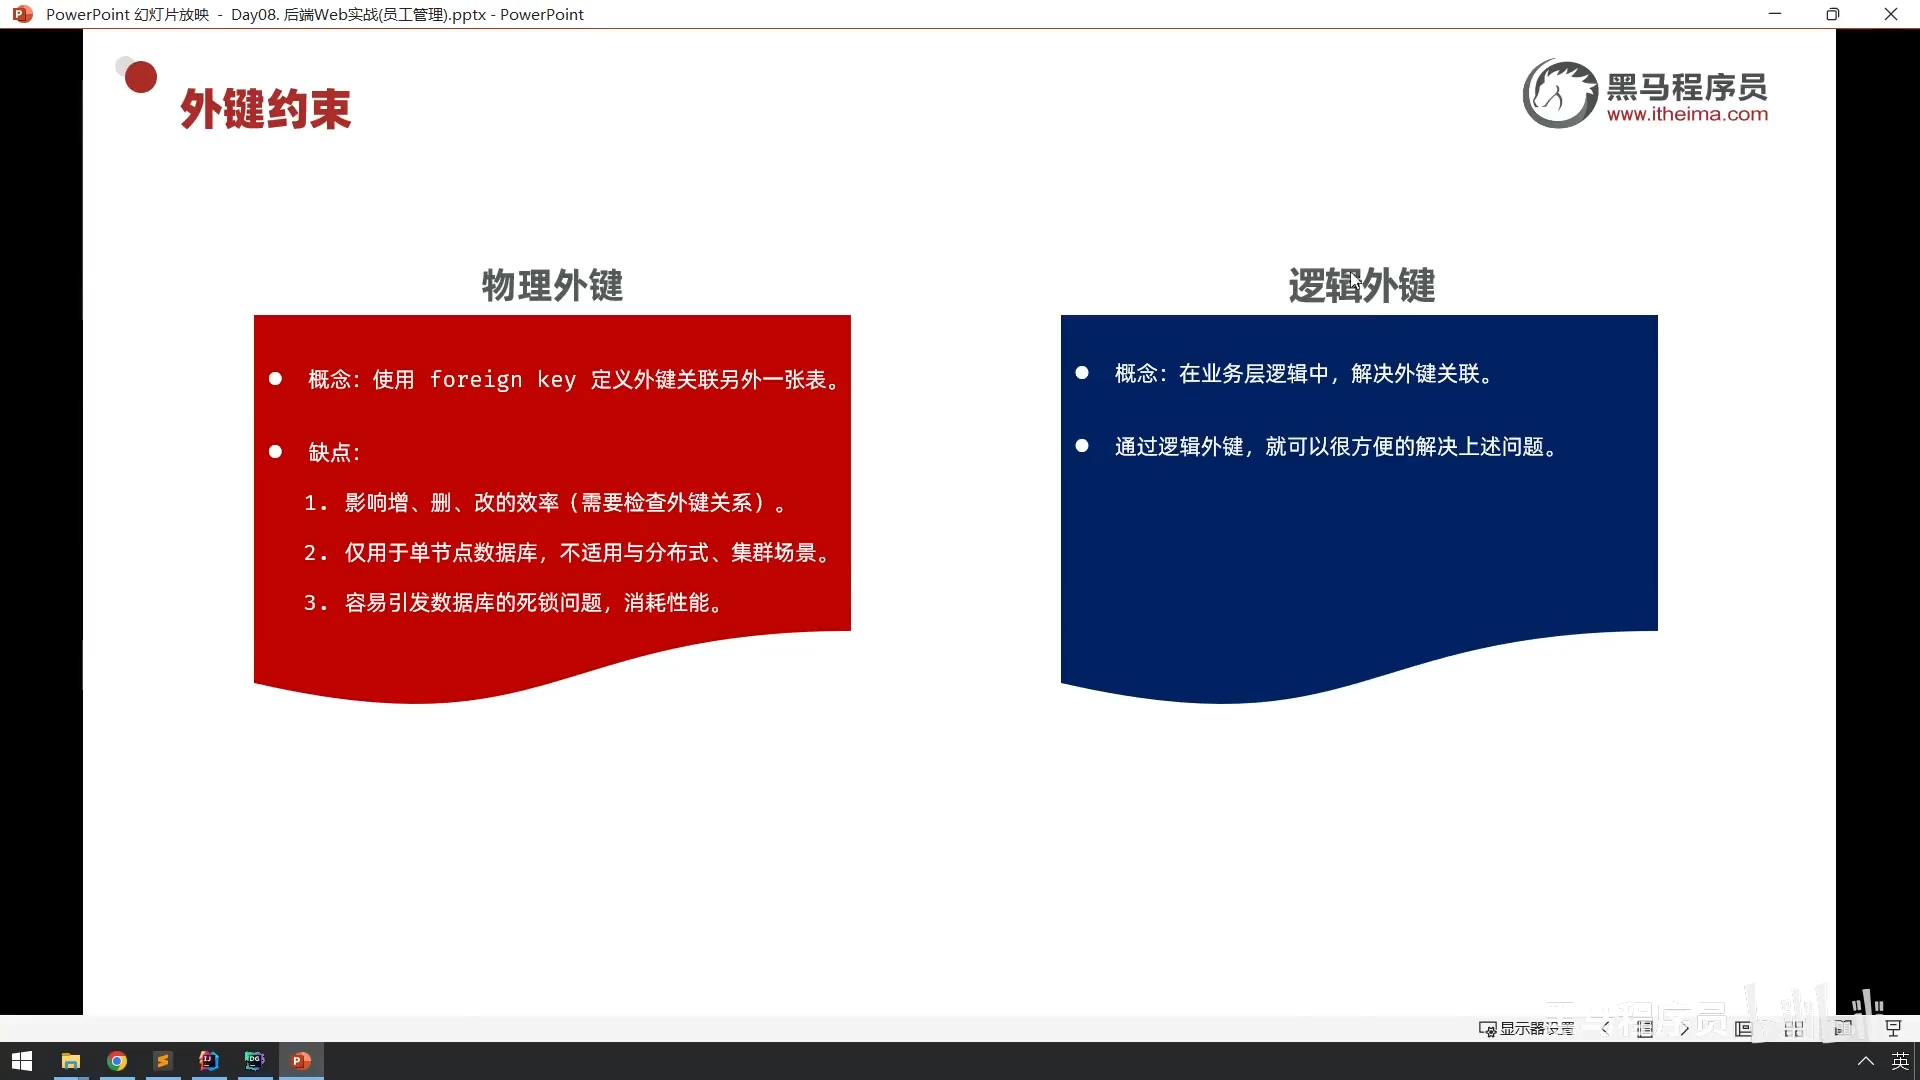 PowerPoint 幻灯片放映 - Day08. 后端Web实战(员工管理).pptx - PowerPoint
外键约束
黑马程序员
www.itheima.com
物理外键
概念：使用 foreign key 定义外键关联另外一张表。
缺点：
1. 影响增、删、改的效率（需要检查外键关系）。
2. 仅用于单节点数据库，不适用与分布式、集群场景。
3. 容易引发数据库的死锁问题，消耗性能。
逻辑外键
概念：在业务层逻辑中，解决外键关联。
通过逻辑外键，就可以很方便的解决上述问题。
显示器设置
黑马程序员
英